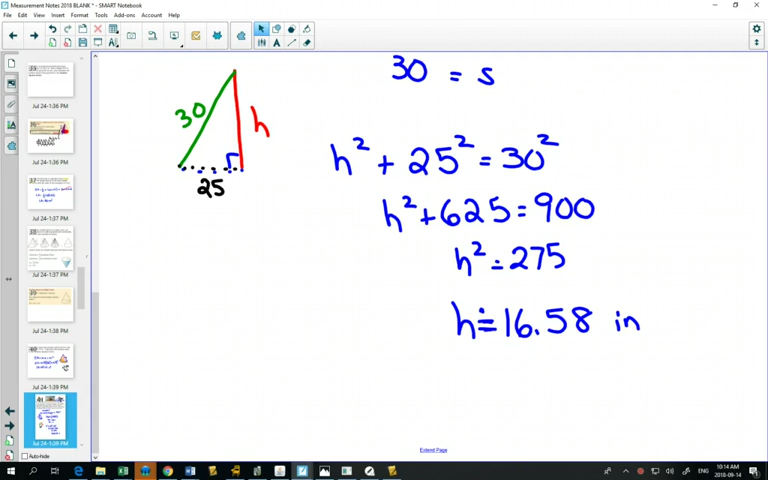 Measurement Notes 2018 BLANK * - SMART Notebook
File Edit View Insert Format Tools Add-ons Account Help
30 = s
30
h
25
h² + 25² = 30²
h² + 625 = 900
h² = 275
h ≐ 16.58 in
Jul 24-1:36 PM
Jul 24-1:36 PM
Jul 24-1:37 PM
Jul 24-1:37 PM
Jul 24-1:39 PM
Jul 24-1:39 PM
Jul 24-1:39 PM
Auto-hide
Extend Page
ENG
10:14 AM
2018-09-14